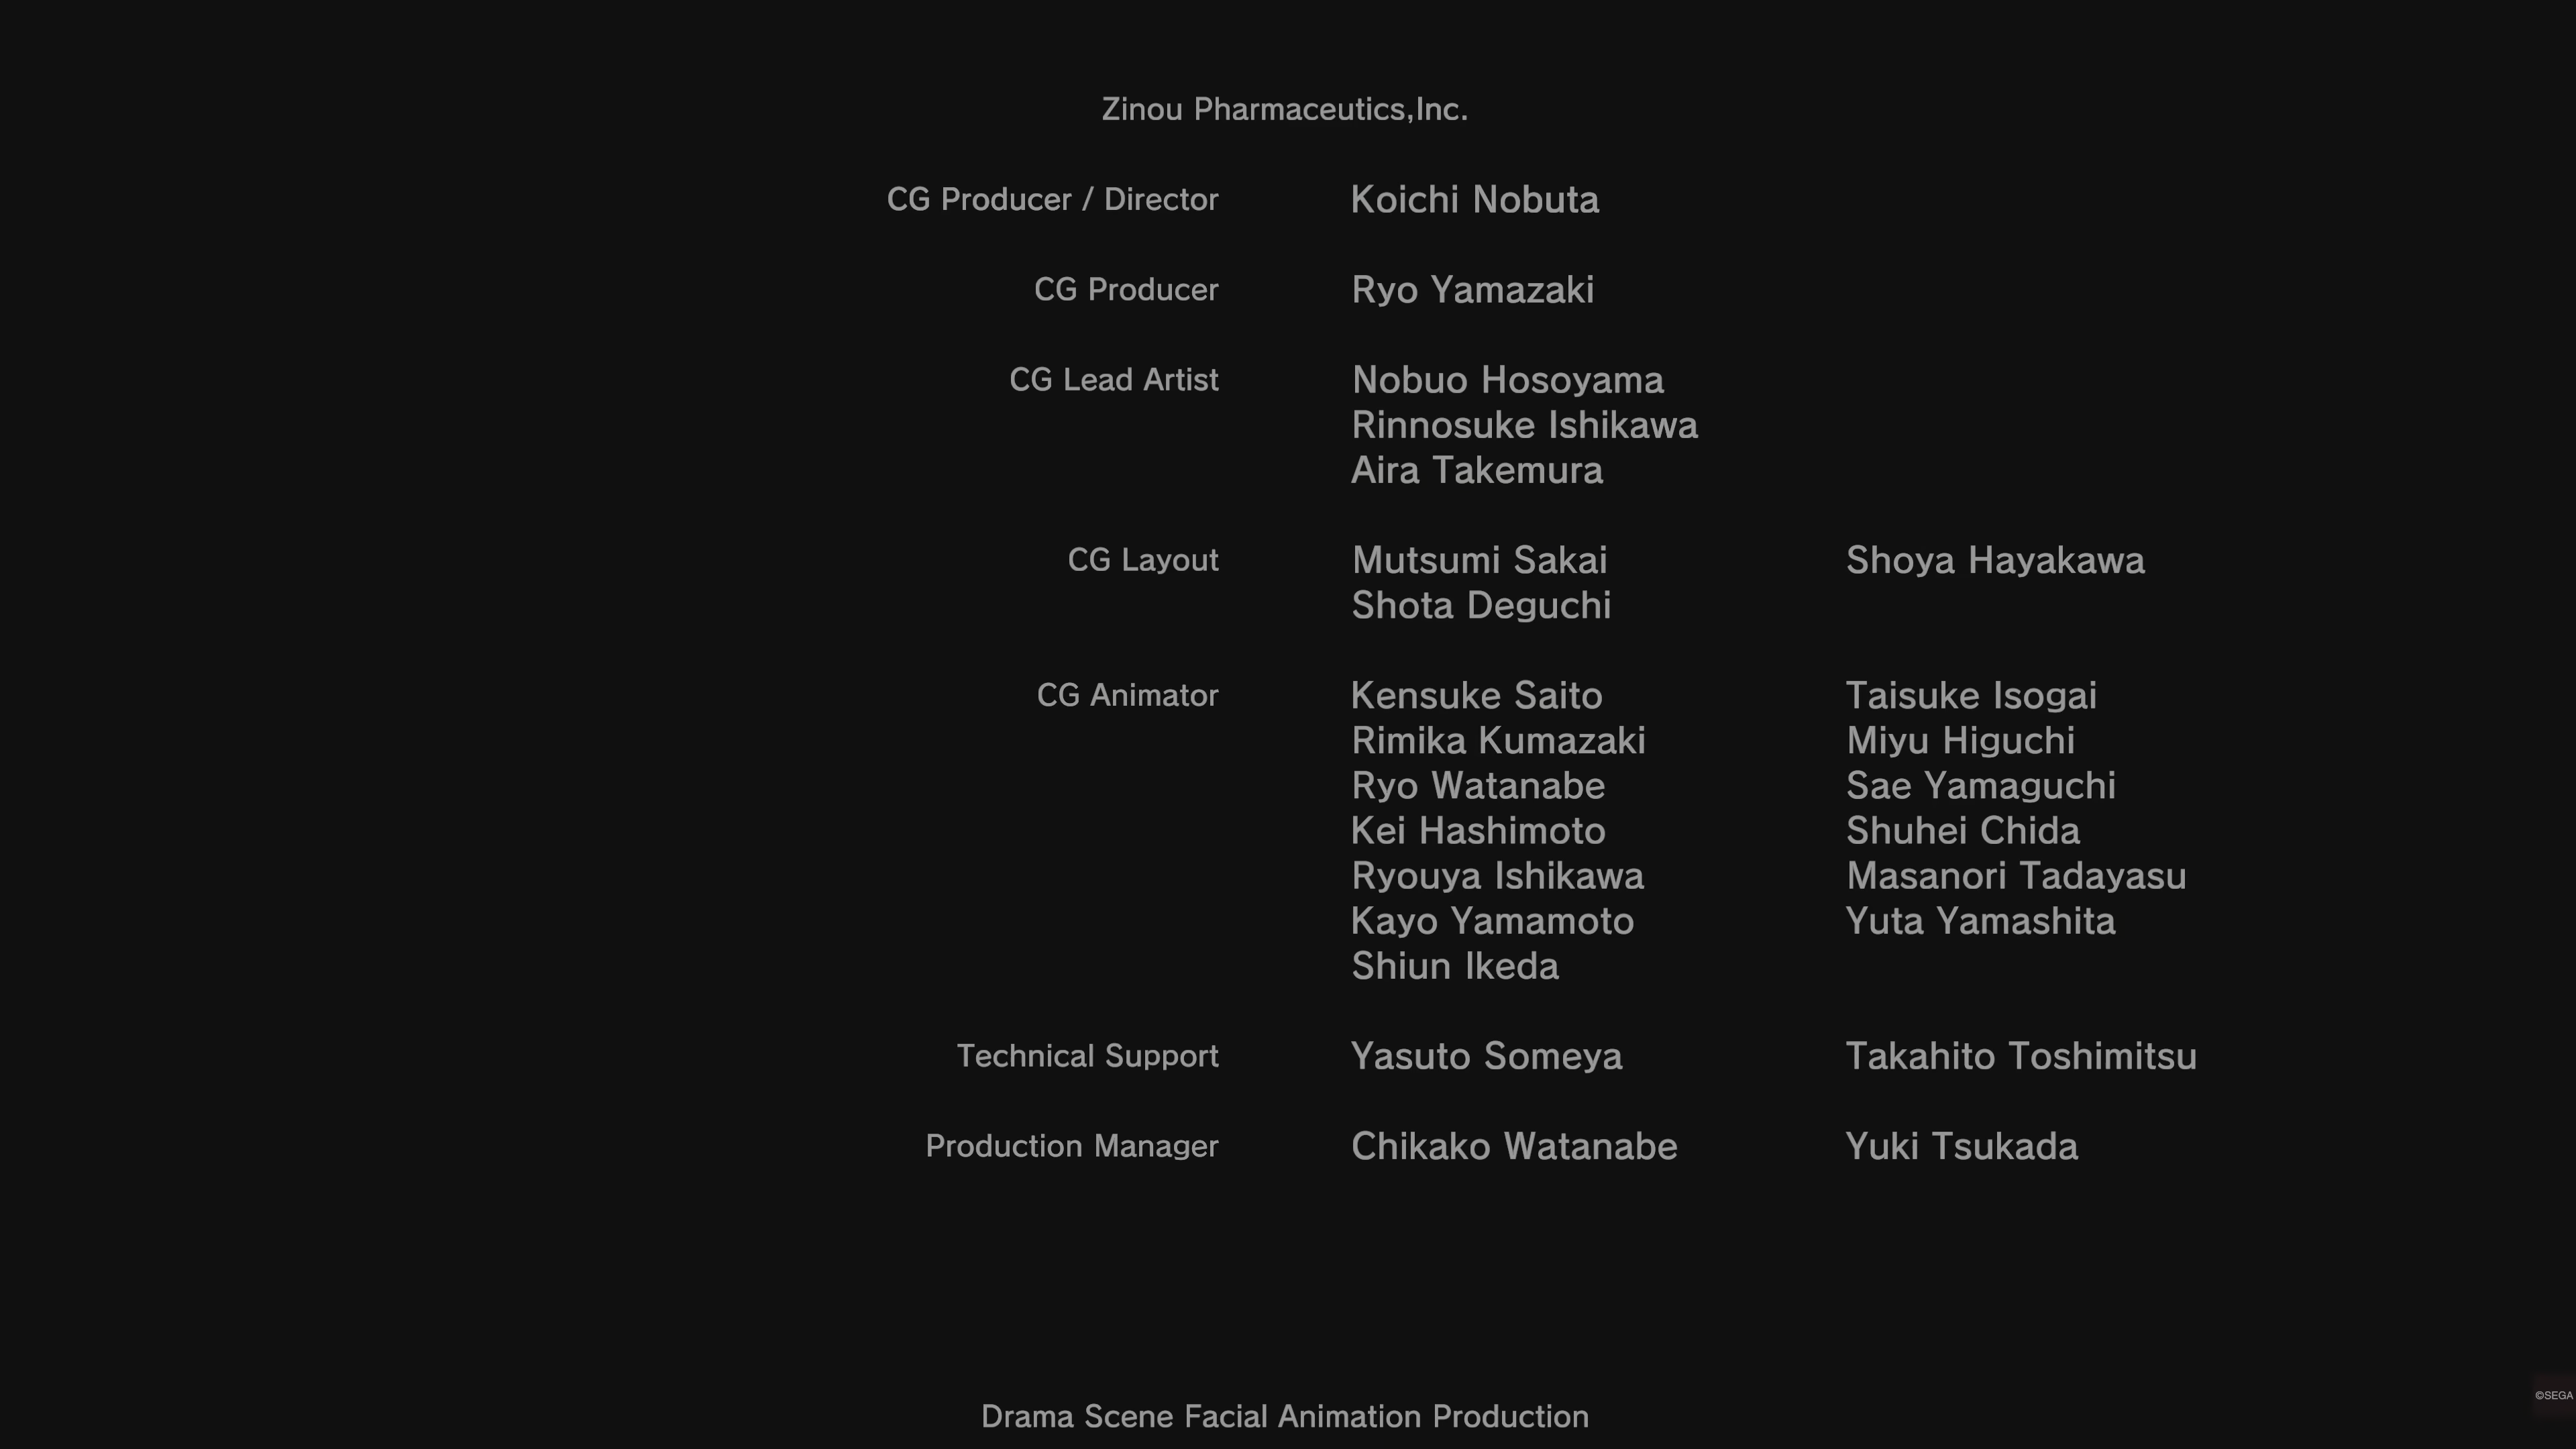 Zinou Pharmaceutics,Inc.
CG Producer / Director Koichi Nobuta
CG Producer Ryo Yamazaki
CG Lead Artist Nobuo Hosoyama
Rinnosuke Ishikawa
Aira Takemura
CG Layout Mutsumi Sakai Shoya Hayakawa
Shota Deguchi
CG Animator Kensuke Saito Taisuke Isogai
Rimika Kumazaki Miyu Higuchi
Ryo Watanabe Sae Yamaguchi
Kei Hashimoto Shuhei Chida
Ryouya Ishikawa Masanori Tadayasu
Kayo Yamamoto Yuta Yamashita
Shiun Ikeda
Technical Support Yasuto Someya Takahito Toshimitsu
Production Manager Chikako Watanabe Yuki Tsukada
©SEGA
Drama Scene Facial Animation Production